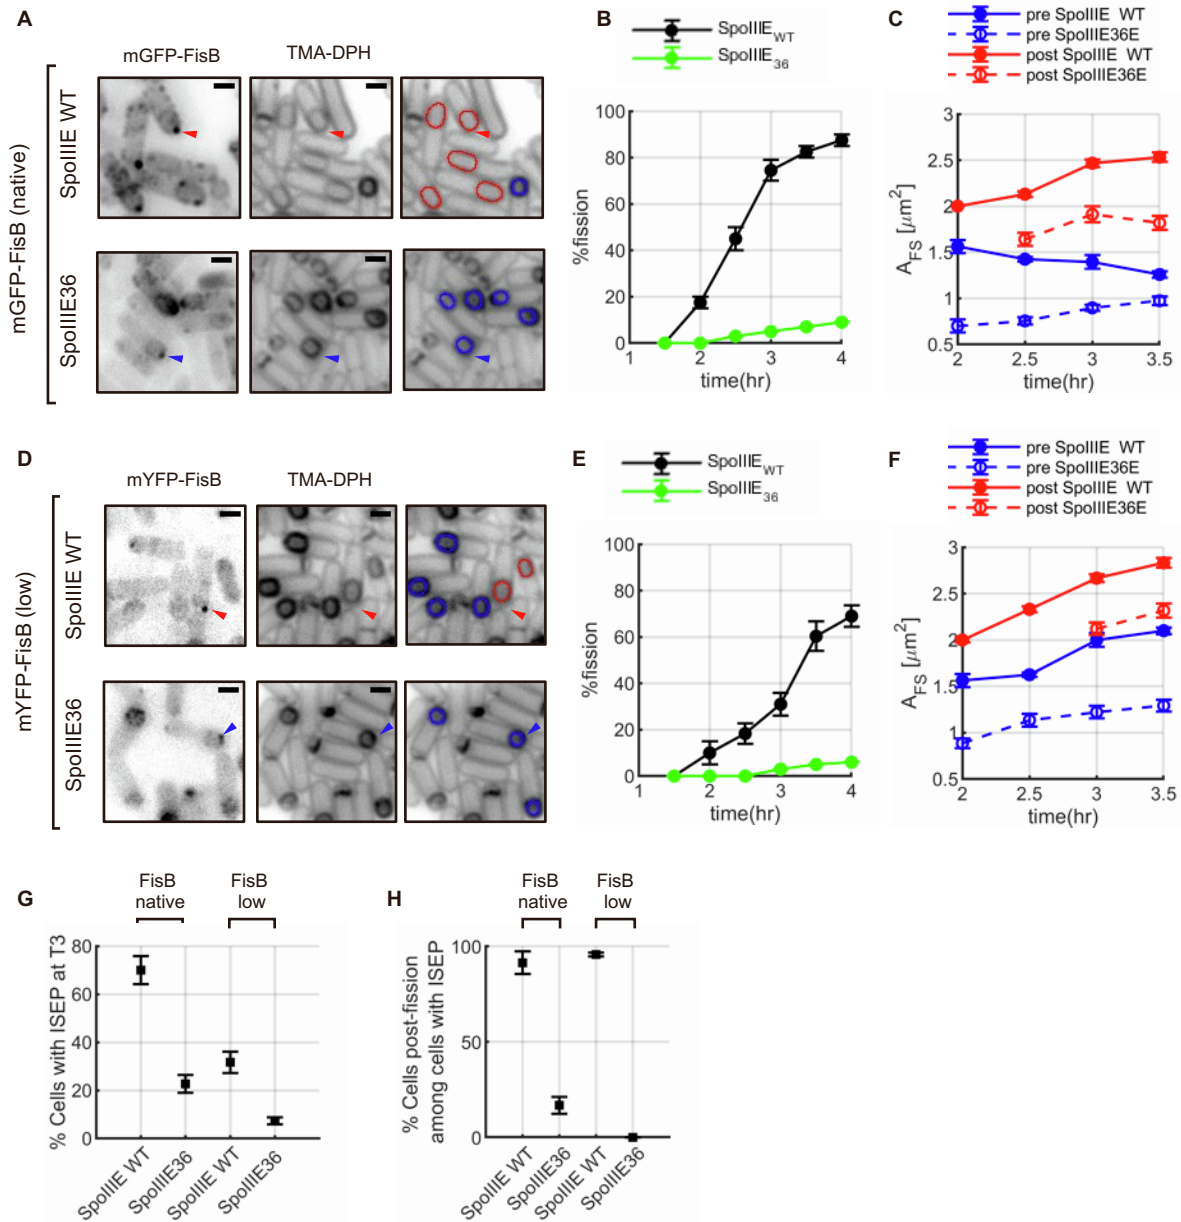 A
mGFP-FisB
TMA-DPH
mGFP-FisB (native)
SpoIIIE WT
SpoIIIE36
B
SpoIIIE_WT
SpoIIIE_36
100
80
60
40
20
0
%fission
1
2
3
4
time(hr)
C
pre SpoIIIE WT
pre SpoIIIE36E
post SpoIIIE WT
post SpoIIIE36E
3
2.5
2
1.5
1
0.5
A_FS [μm²]
2
2.5
3
3.5
time(hr)
D
mYFP-FisB
TMA-DPH
mYFP-FisB (low)
SpoIIIE WT
SpoIIIE36
E
SpoIIIE_WT
SpoIIIE_36
100
80
60
40
20
0
%fission
1
2
3
4
time(hr)
F
pre SpoIIIE WT
pre SpoIIIE36E
post SpoIIIE WT
post SpoIIIE36E
3
2.5
2
1.5
1
0.5
A_FS [μm²]
2
2.5
3
3.5
time(hr)
G
FisB
native
FisB
low
80
60
40
20
0
% Cells with ISEP at T3
SpoIIIE WT
SpoIIIE36
SpoIIIE WT
SpoIIIE36
H
FisB
native
FisB
low
100
50
0
% Cells post-fission
among cells with ISEP
SpoIIIE WT
SpoIIIE36
SpoIIIE WT
SpoIIIE36